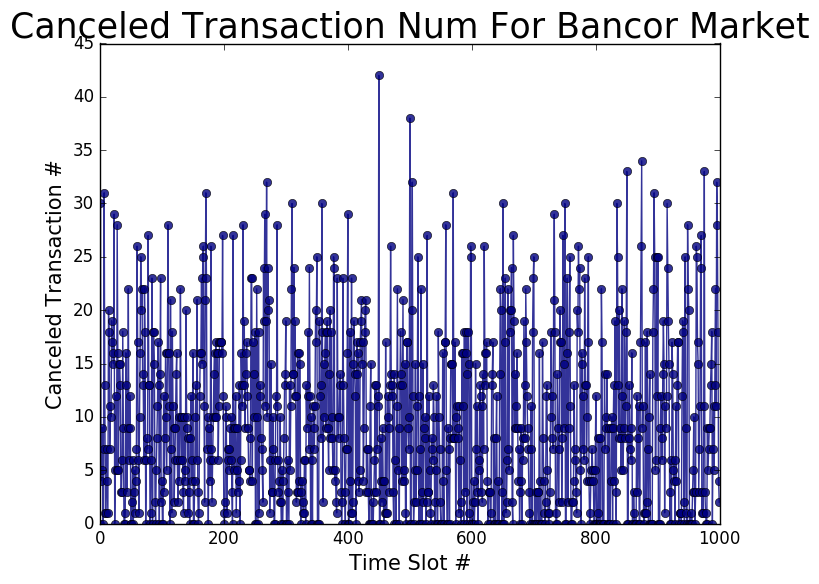 Canceled Transaction Num For Bancor Market
45
40
35
30
25
20
15
10
5
0
Canceled Transaction #
0 200 400 600 800 1000
Time Slot #